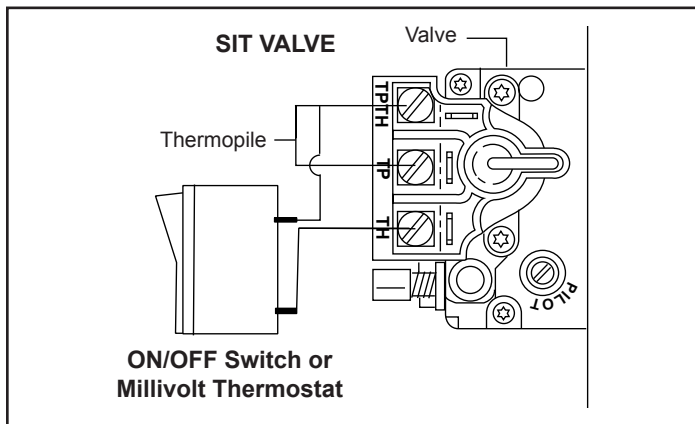 SIT VALVE
Valve
TPTH
Thermopile
TP
TH
PILOT
ON/OFF Switch or
Millivolt Thermostat